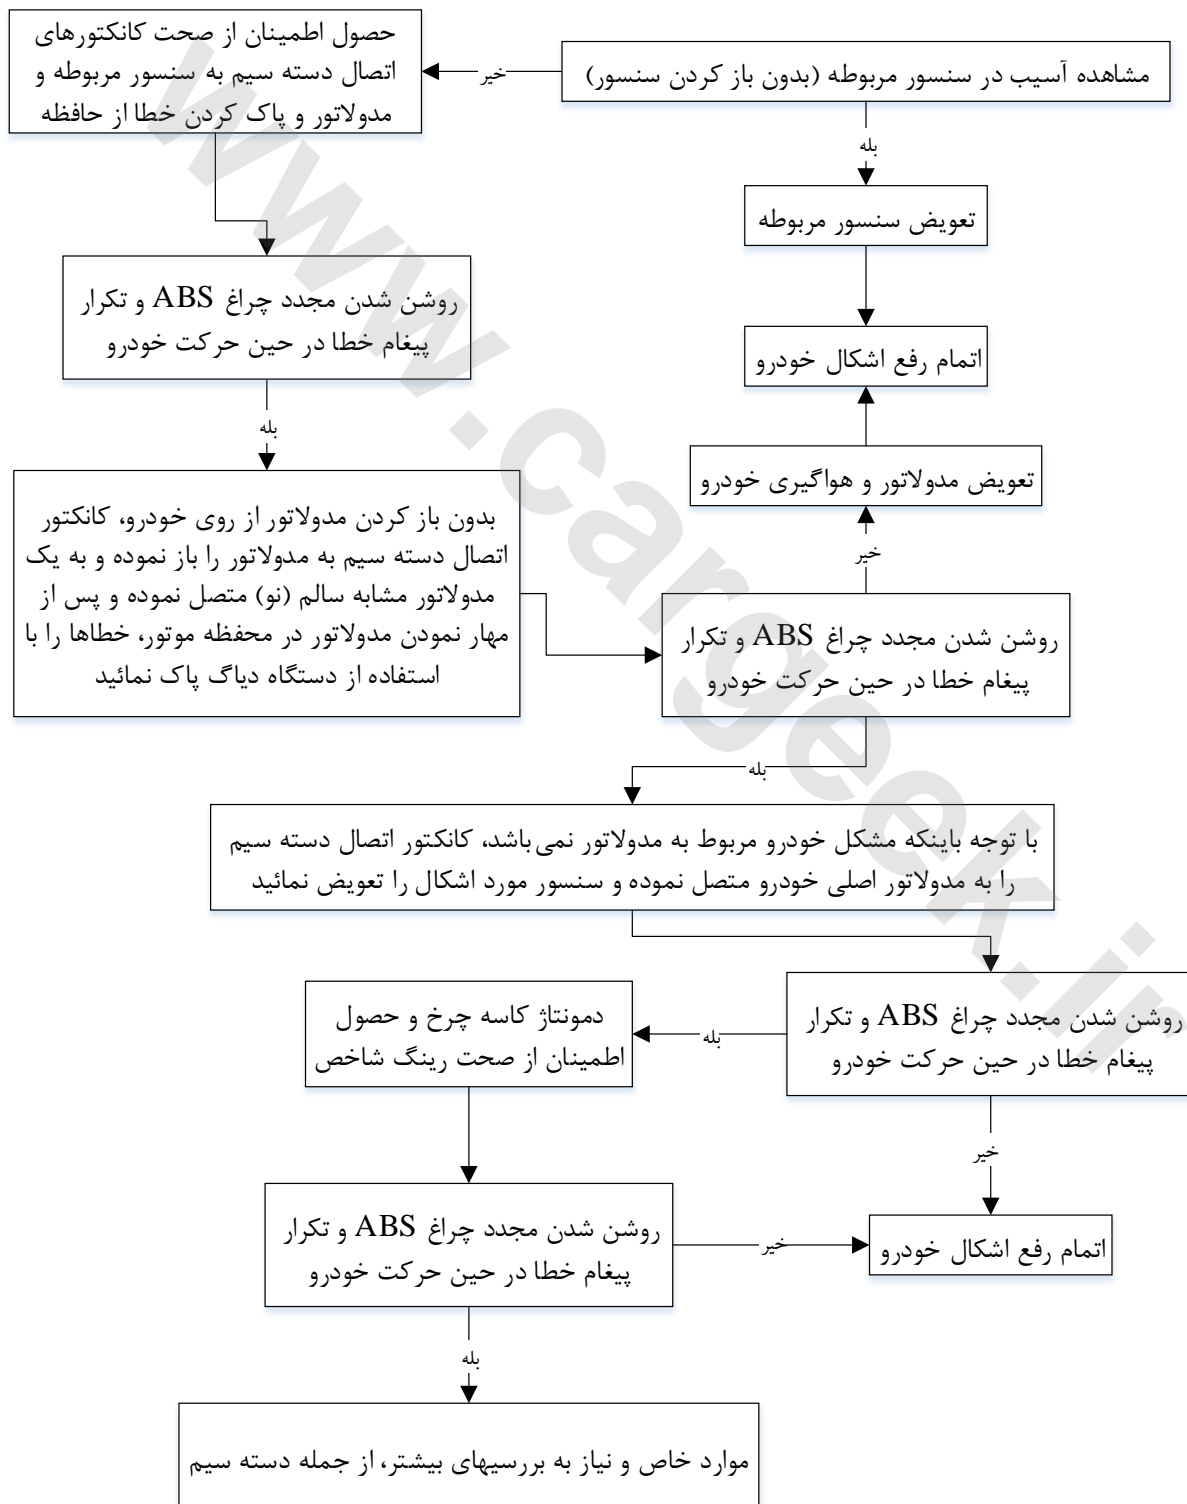 مشاهده آسیب در سنسور مربوطه (بدون باز کردن سنسور)
خیر
حصول اطمینان از صحت کانکتورهای
اتصال دسته سیم به سنسور مربوطه و
مدولاتور و پاک کردن خطا از حافظه
بله
تعویض سنسور مربوطه
اتمام رفع اشکال خودرو
روشن شدن مجدد چراغ ABS و تکرار
پیغام خطا در حین حرکت خودرو
بله
تعویض مدولاتور و هواگیری خودرو
خیر
بدون باز کردن مدولاتور از روی خودرو، کانکتور
اتصال دسته سیم به مدولاتور را باز نموده و به یک
مدولاتور مشابه سالم (نو) متصل نموده و پس از
مهار نمودن مدولاتور در محفظه موتور، خطاها را با
استفاده از دستگاه دیاگ پاک نمائید
روشن شدن مجدد چراغ ABS و تکرار
پیغام خطا در حین حرکت خودرو
بله
با توجه باینکه مشکل خودرو مربوط به مدولاتور نمی‌باشد، کانکتور اتصال دسته سیم
را به مدولاتور اصلی خودرو متصل نموده و سنسور مورد اشکال را تعویض نمائید
روشن شدن مجدد چراغ ABS و تکرار
پیغام خطا در حین حرکت خودرو
بله
دمونتاژ کاسه چرخ و حصول
اطمینان از صحت رینگ شاخص
خیر
روشن شدن مجدد چراغ ABS و تکرار
پیغام خطا در حین حرکت خودرو
خیر
اتمام رفع اشکال خودرو
بله
موارد خاص و نیاز به بررسیهای بیشتر، از جمله دسته سیم
www.cargeek.ir